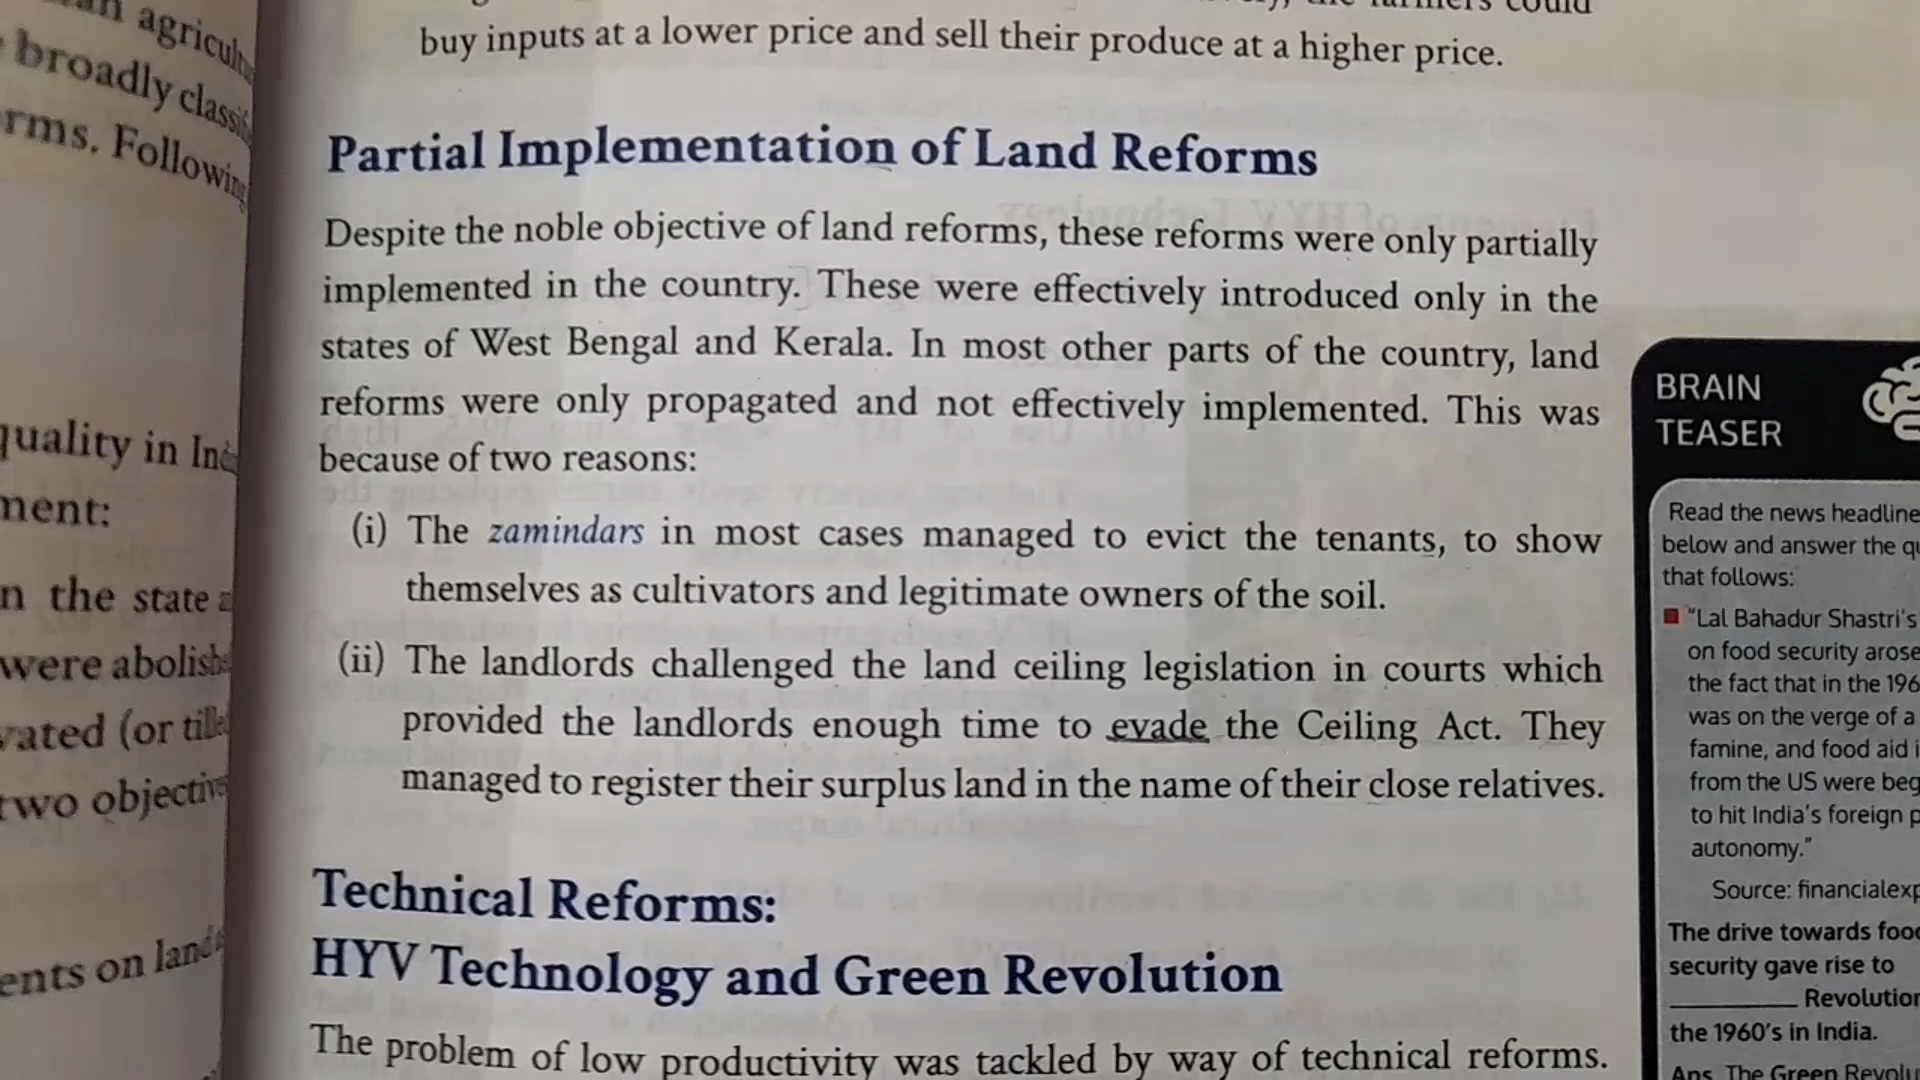 agricul
broadly classif
rms. Following
quality in Ind
ment:
n the state
were abolish
vated (or till
two objectiv
ents on land
farmers could
buy inputs at a lower price and sell their produce at a higher price.
Partial Implementation of Land Reforms
Despite the noble objective of land reforms, these reforms were only partially
implemented in the country. These were effectively introduced only in the
states of West Bengal and Kerala. In most other parts of the country, land
reforms were only propagated and not effectively implemented. This was
because of two reasons:
(i) The zamindars in most cases managed to evict the tenants, to show
themselves as cultivators and legitimate owners of the soil.
(ii) The landlords challenged the land ceiling legislation in courts which
provided the landlords enough time to evade the Ceiling Act. They
managed to register their surplus land in the name of their close relatives.
Technical Reforms:
HYV Technology and Green Revolution
The problem of low productivity was tackled by way of technical reforms.
BRAIN
TEASER
Read the news headline
below and answer the qu
that follows:
"Lal Bahadur Shastri's
on food security arose
the fact that in the 196
was on the verge of a
famine, and food aid i
from the US were beg
to hit India's foreign p
autonomy."
Source: financialexp
The drive towards food
security gave rise to
__________ Revolution
the 1960's in India.
Ans. The Green Revolu